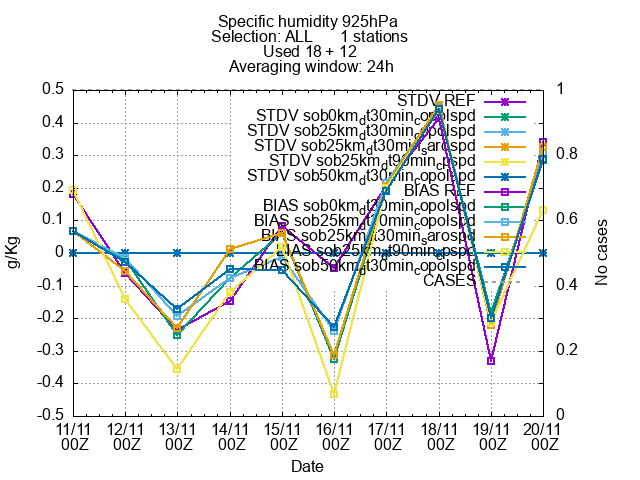 Specific humidity 925hPa
Selection: ALL 1 stations
Used 18 + 12
Averaging window: 24h
g/Kg
No cases
0.5
0.4
0.3
0.2
0.1
0
-0.1
-0.2
-0.3
-0.4
-0.5
1
0.8
0.6
0.4
0.2
0
STDV REF
STDV sob0km_dt30min_copolspd
STDV sob25km_dt30min_copolspd
STDV sob25km_dt30min_sarospd
STDV sob25km_dt90min_cpspd
STDV sob50km_dt30min_copolspd
BIAS REF
BIAS sob0km_dt30min_copolspd
BIAS sob25km_dt30min_copolspd
BIAS sob25km_dt30min_sarospd
BIAS sob50km_dt30min_copolspd
CASES
11/11 12/11 13/11 14/11 15/11 16/11 17/11 18/11 19/11 20/11
00Z 00Z 00Z 00Z 00Z 00Z 00Z 00Z 00Z 00Z
Date